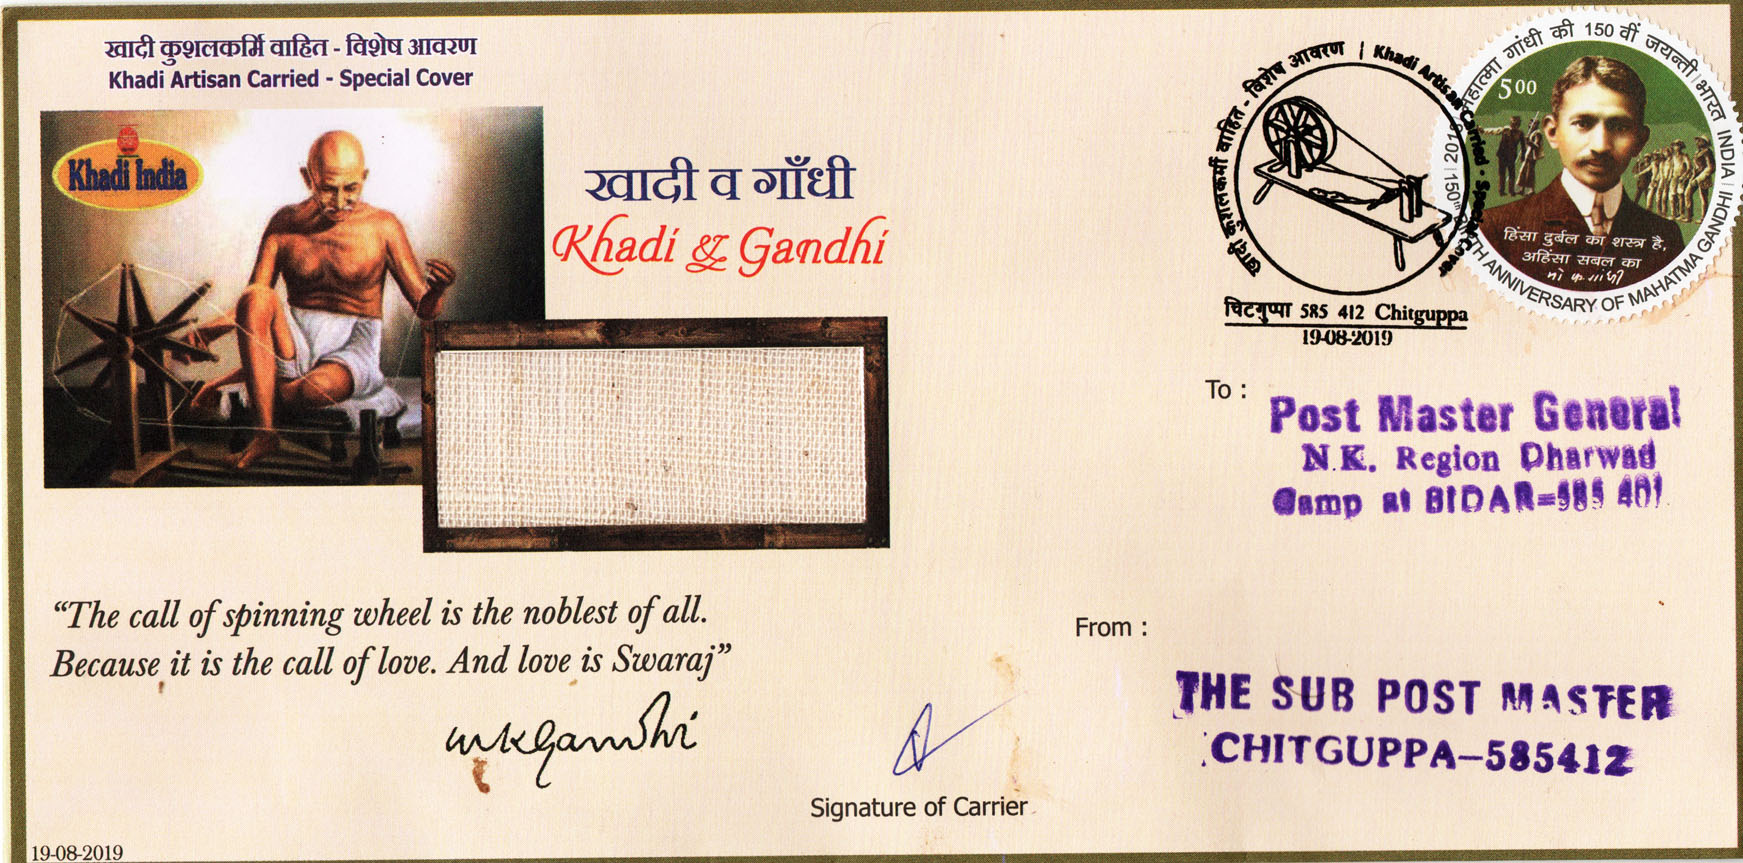 खादी कुशलकर्मि वाहित - विशेष आवरण
Khadi Artisan Carried - Special Cover
Khadi India
खादी व गाँधी
Khadi & Gandhi
"The call of spinning wheel is the noblest of all.
Because it is the call of love. And love is Swaraj"
mkGandhi
Signature of Carrier
19-08-2019
खादी कुशलकर्मी वाहित - विशेष आवरण | Khadi Artisan Carried - Special Cover
चिटगुप्पा 585 412 Chitguppa
19-08-2019
महात्मा गांधी की 150 वीं जयन्ती भारत INDIA
150th BIRTH ANNIVERSARY OF MAHATMA GANDHI
5 00
हिंसा दुर्बल का शस्त्र है,
अहिंसा सबल का
To :
Post Master General
N.K. Region Dharwad
Camp at BIDAR=585 401
From :
THE SUB POST MASTER
CHITGUPPA-585412